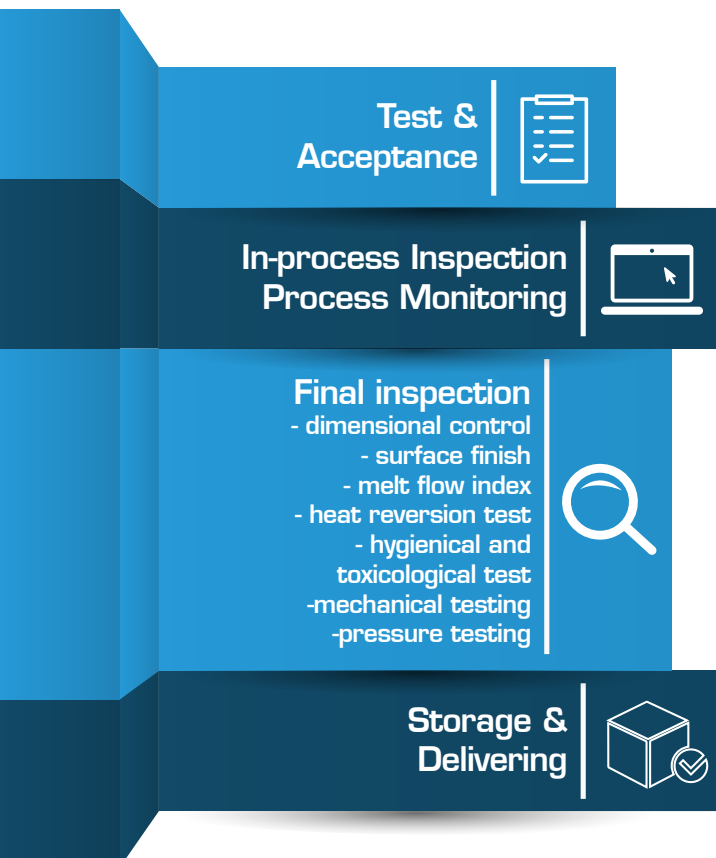 Test &
Acceptance
In-process Inspection
Process Monitoring
Final inspection
- dimensional control
- surface finish
- melt flow index
- heat reversion test
- hygienical and
toxicological test
-mechanical testing
-pressure testing
Storage &
Delivering